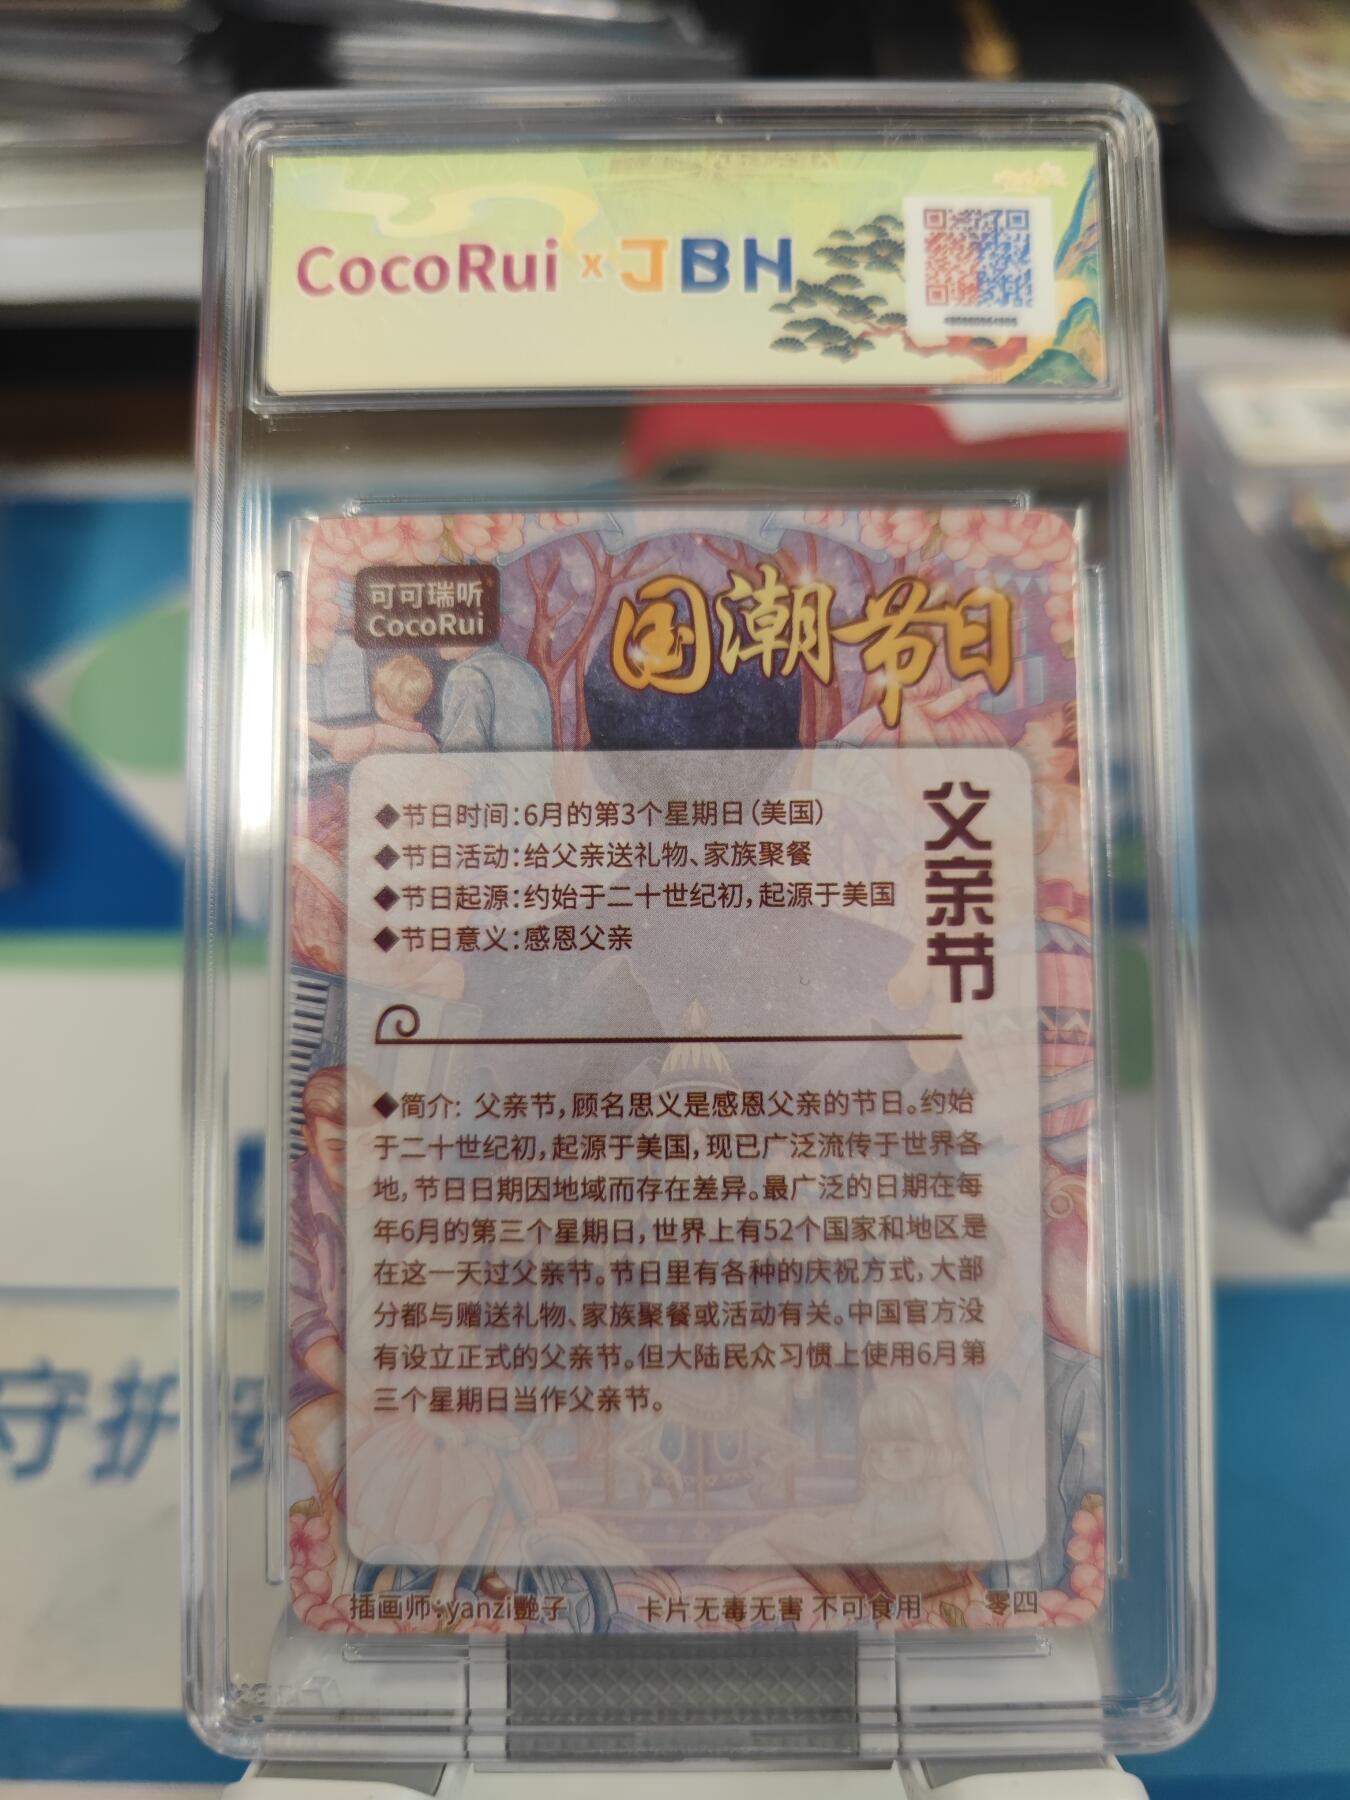 CocoRui x JBH
可可瑞听
CocoRui
国潮节日
父亲节
◆节日时间：6月的第3个星期日（美国）
◆节日活动：给父亲送礼物、家族聚餐
◆节日起源：约始于二十世纪初，起源于美国
◆节日意义：感恩父亲
◆简介：父亲节，顾名思义是感恩父亲的节日。约始
于二十世纪初，起源于美国，现已广泛流传于世界各
地，节日日期因地域而存在差异。最广泛的日期在每
年6月的第三个星期日，世界上有52个国家和地区是
在这一天过父亲节。节日里有各种的庆祝方式，大部
分都与赠送礼物、家族聚餐或活动有关。中国官方没
有设立正式的父亲节。但大陆民众习惯上使用6月第
三个星期日当作父亲节。
插画师：yanzi艷子
卡片无毒无害 不可食用
零四
守护